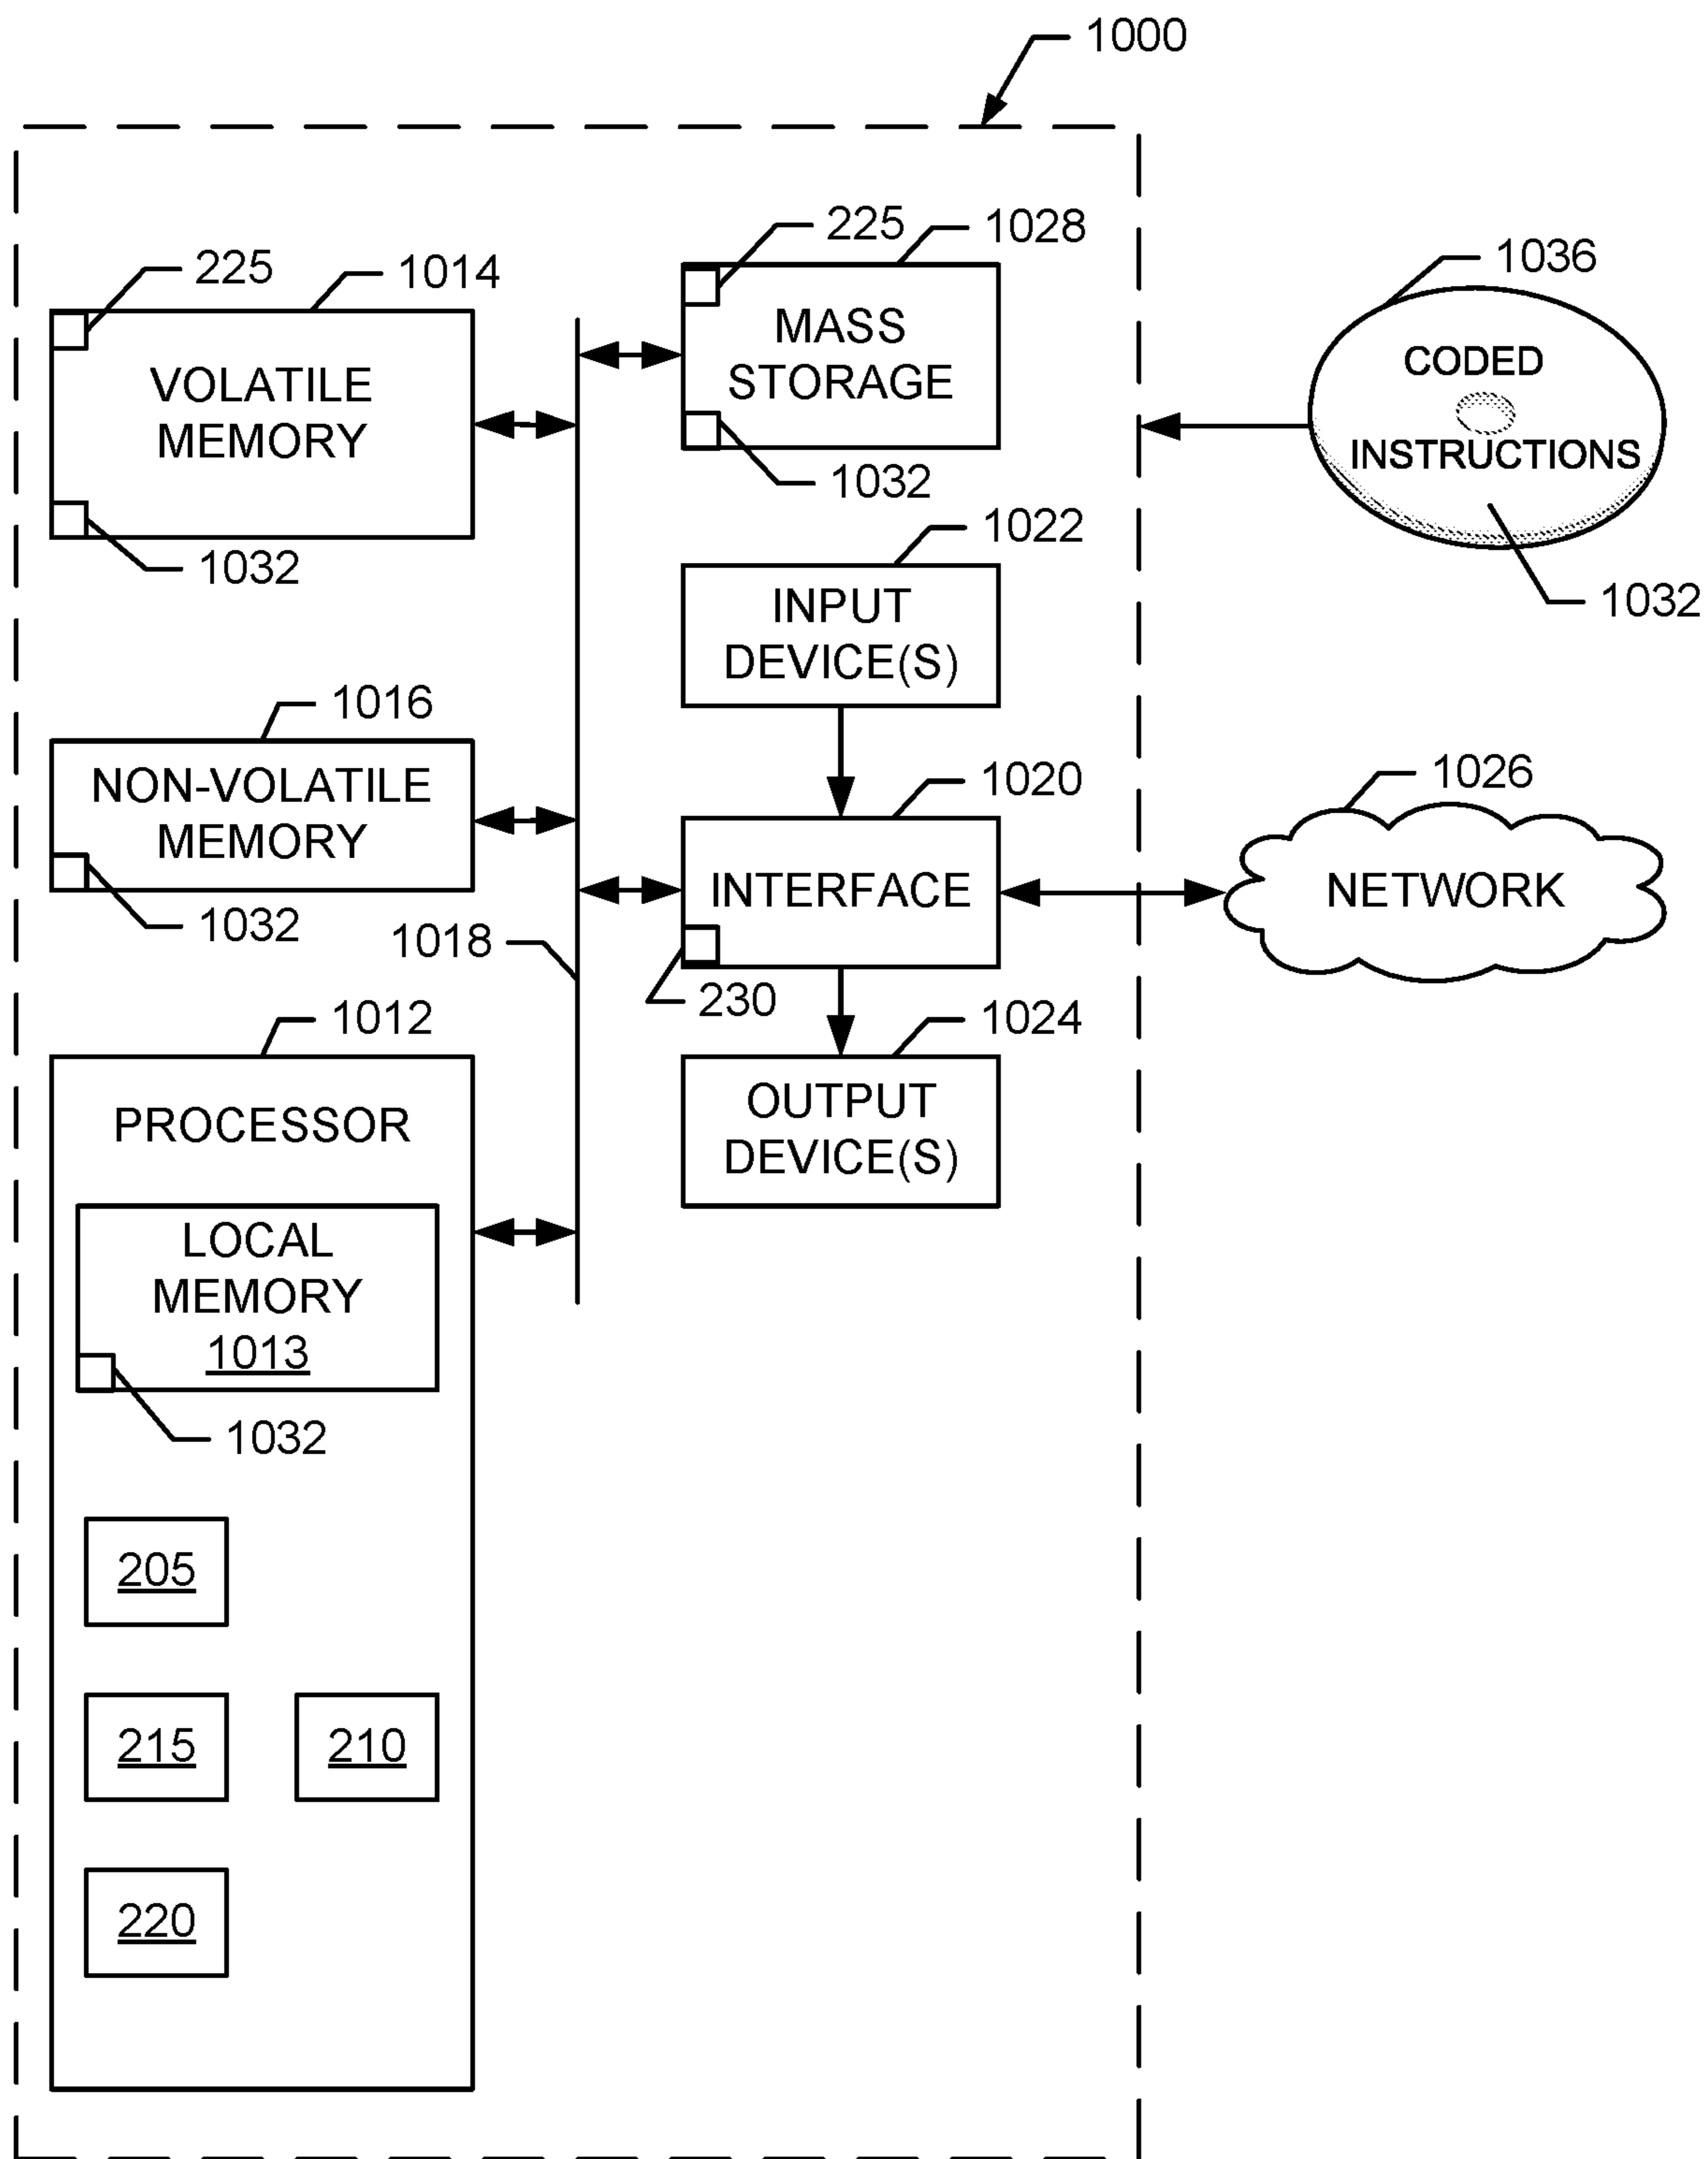 1000
225
1028
225
1014
1036
MASS
STORAGE
CODED
INSTRUCTIONS
VOLATILE
MEMORY
1032
1032
1022
1032
INPUT
DEVICE(S)
1016
NON-VOLATILE
MEMORY
1020
1026
INTERFACE
NETWORK
1032
1018
230
1012
1024
PROCESSOR
OUTPUT
DEVICE(S)
LOCAL
MEMORY
1013
1032
205
215
210
220